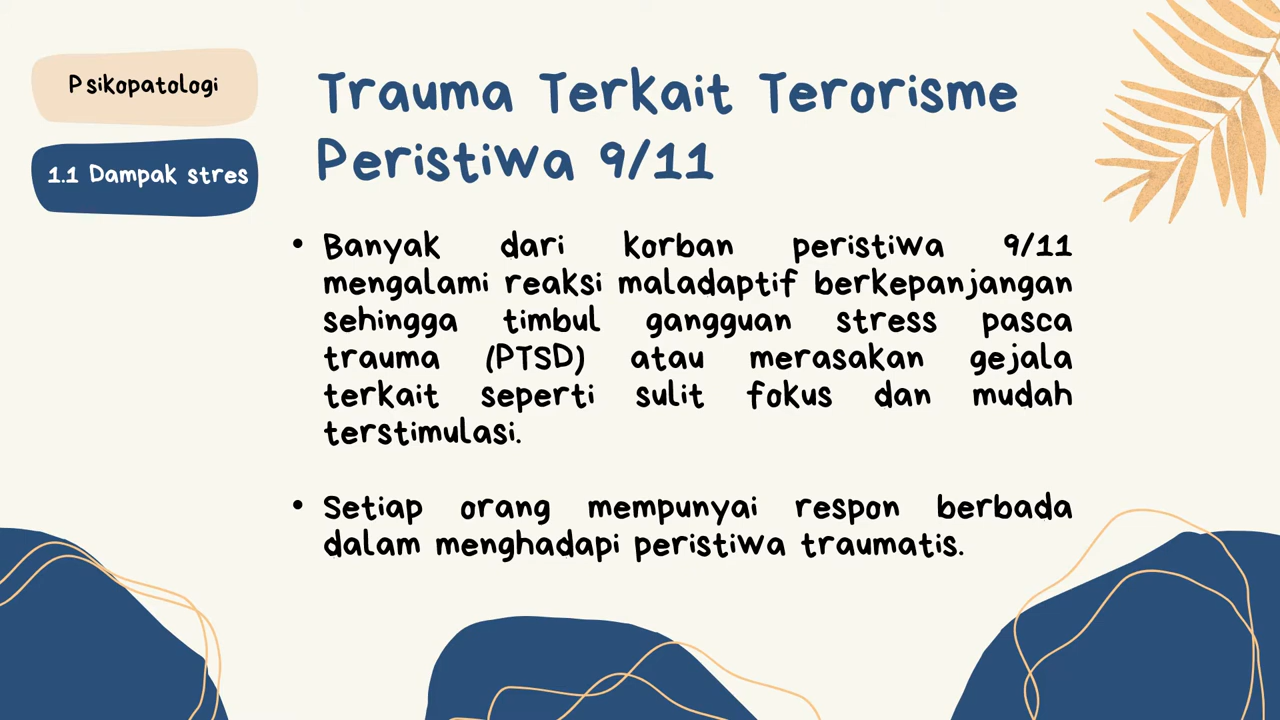 Psikopatologi
1.1 Dampak stres
Trauma Terkait Terorisme
Peristiwa 9/11
• Banyak dari korban peristiwa 9/11
mengalami reaksi maladaptif berkepanjangan
sehingga timbul gangguan stress pasca
trauma (PTSD) atau merasakan gejala
terkait seperti sulit fokus dan mudah
terstimulasi.
• Setiap orang mempunyai respon berbada
dalam menghadapi peristiwa traumatis.